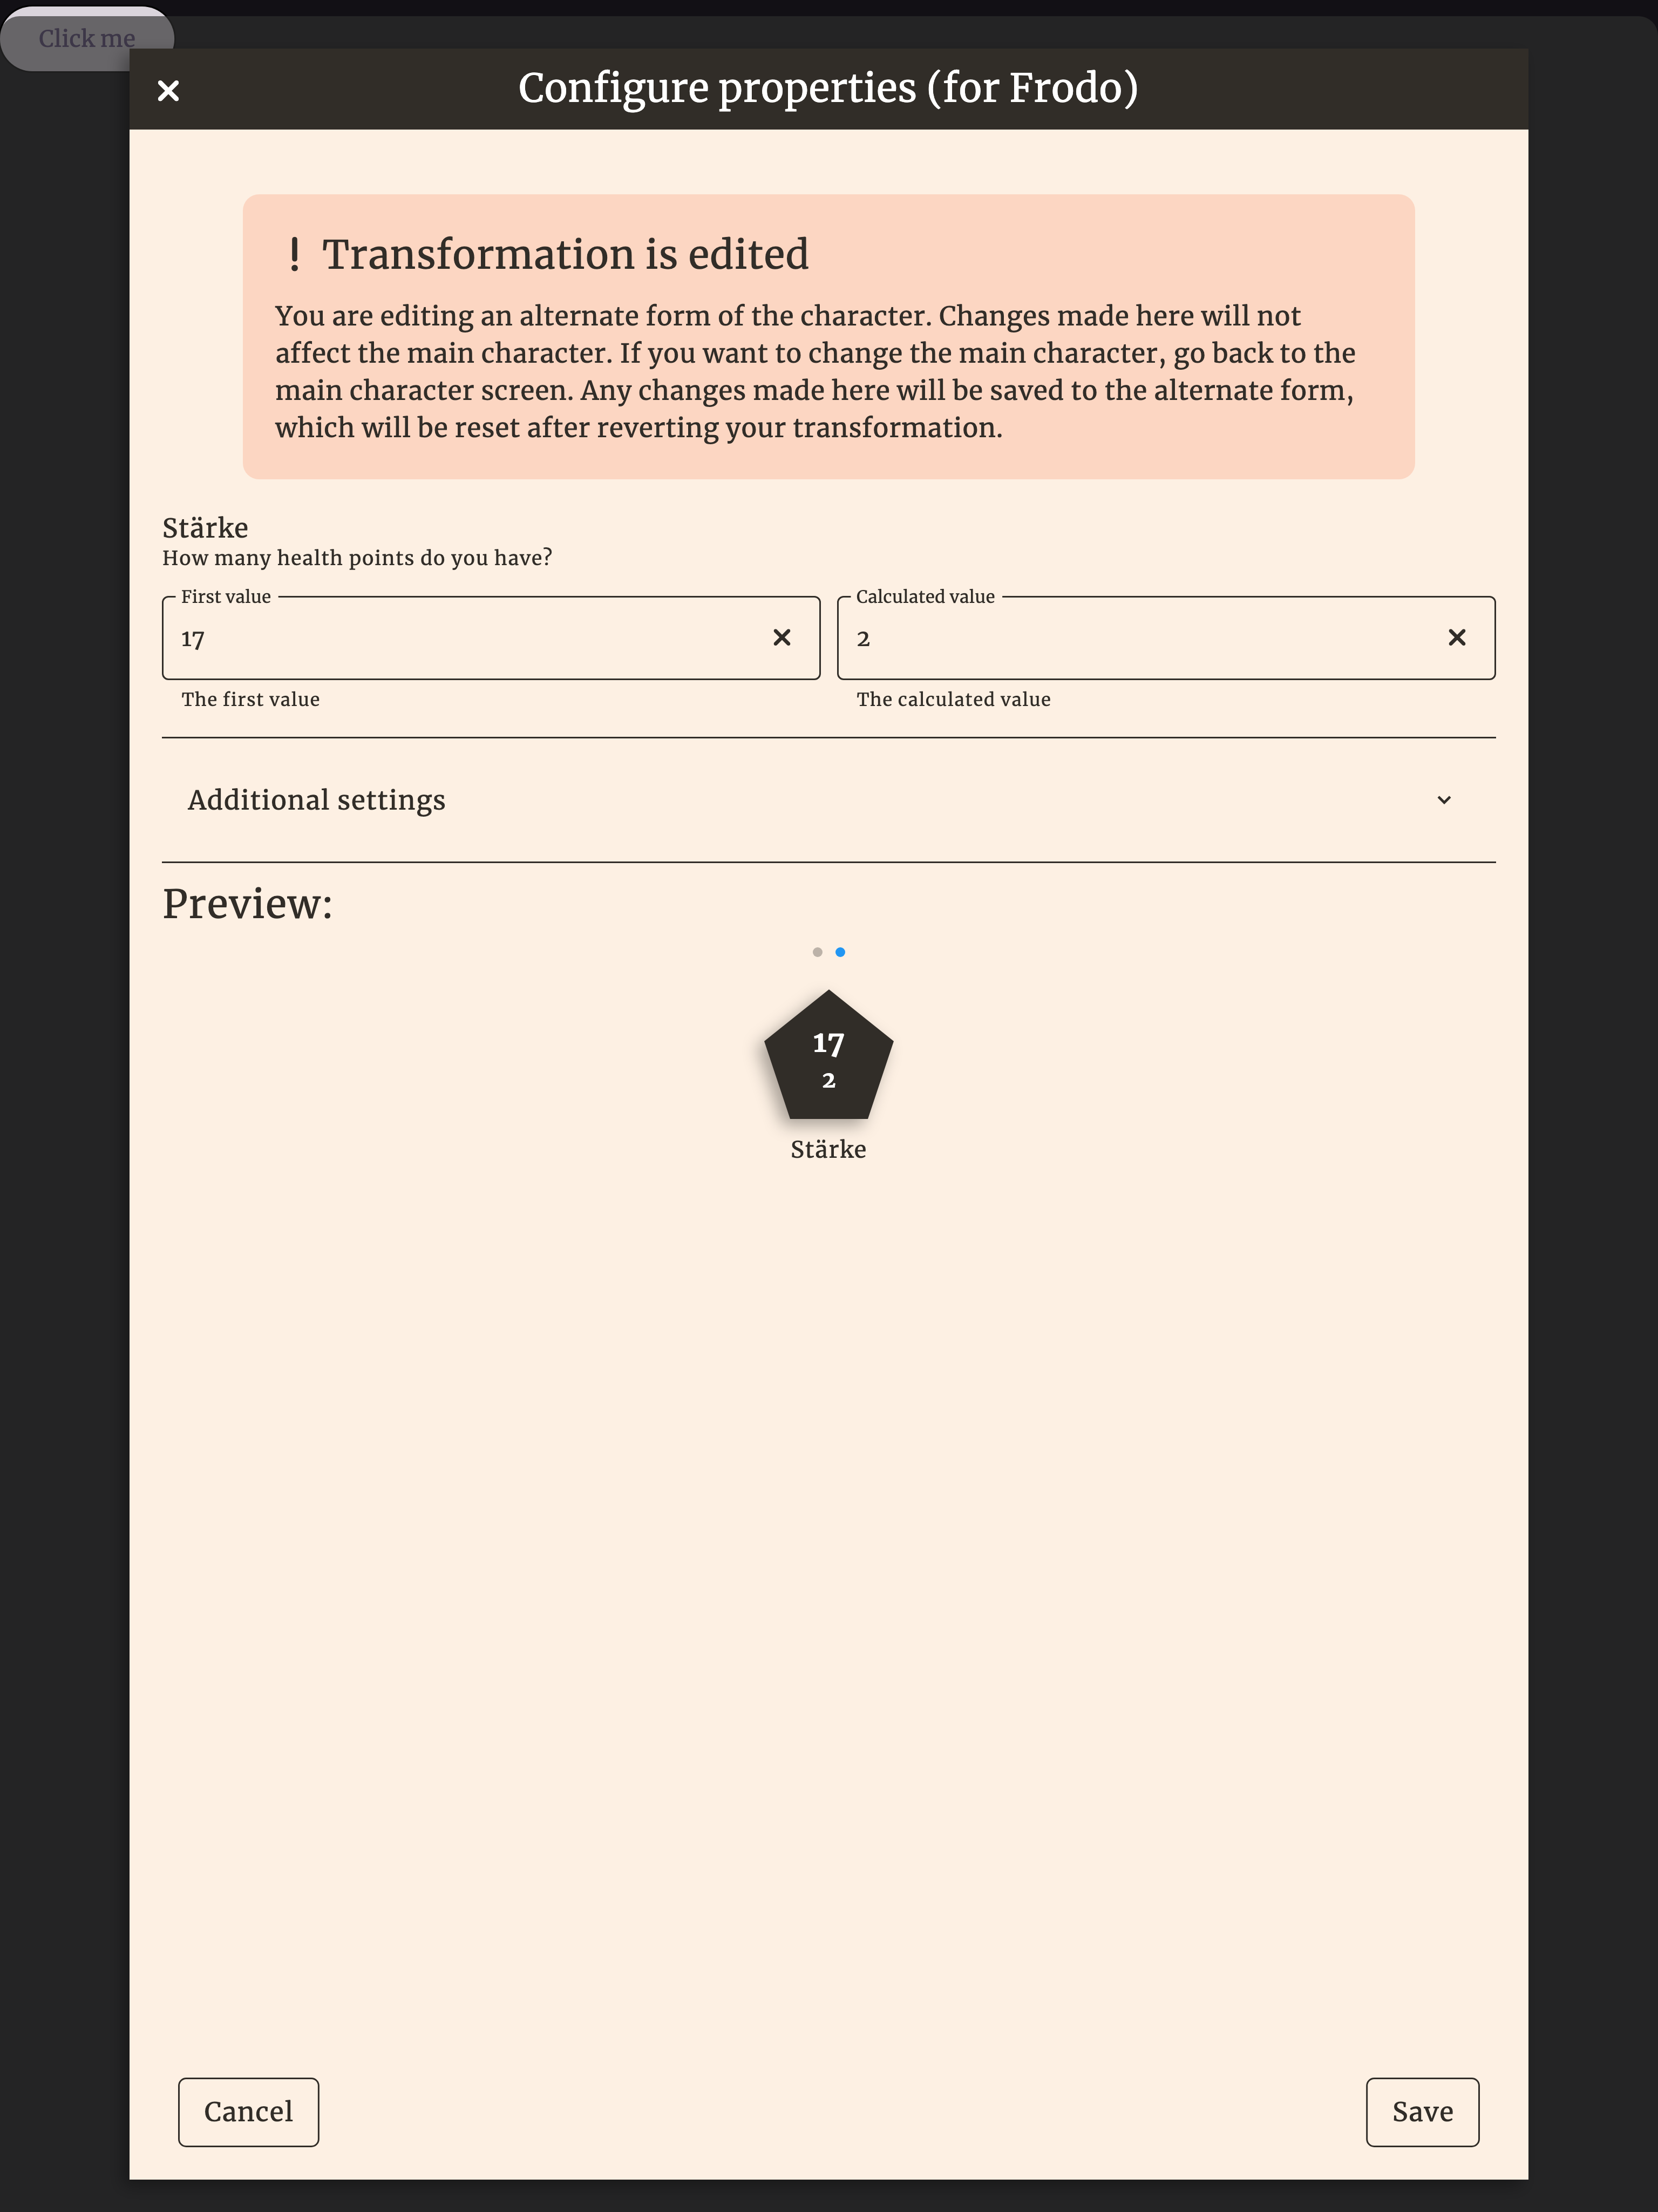 Click me
Configure properties (for Frodo)
! Transformation is edited
You are editing an alternate form of the character. Changes made here will not
affect the main character. If you want to change the main character, go back to the
main character screen. Any changes made here will be saved to the alternate form,
which will be reset after reverting your transformation.
Stärke
How many health points do you have?
First value
17
The first value
Calculated value
2
The calculated value
Additional settings
Preview:
17
2
Stärke
Cancel
Save